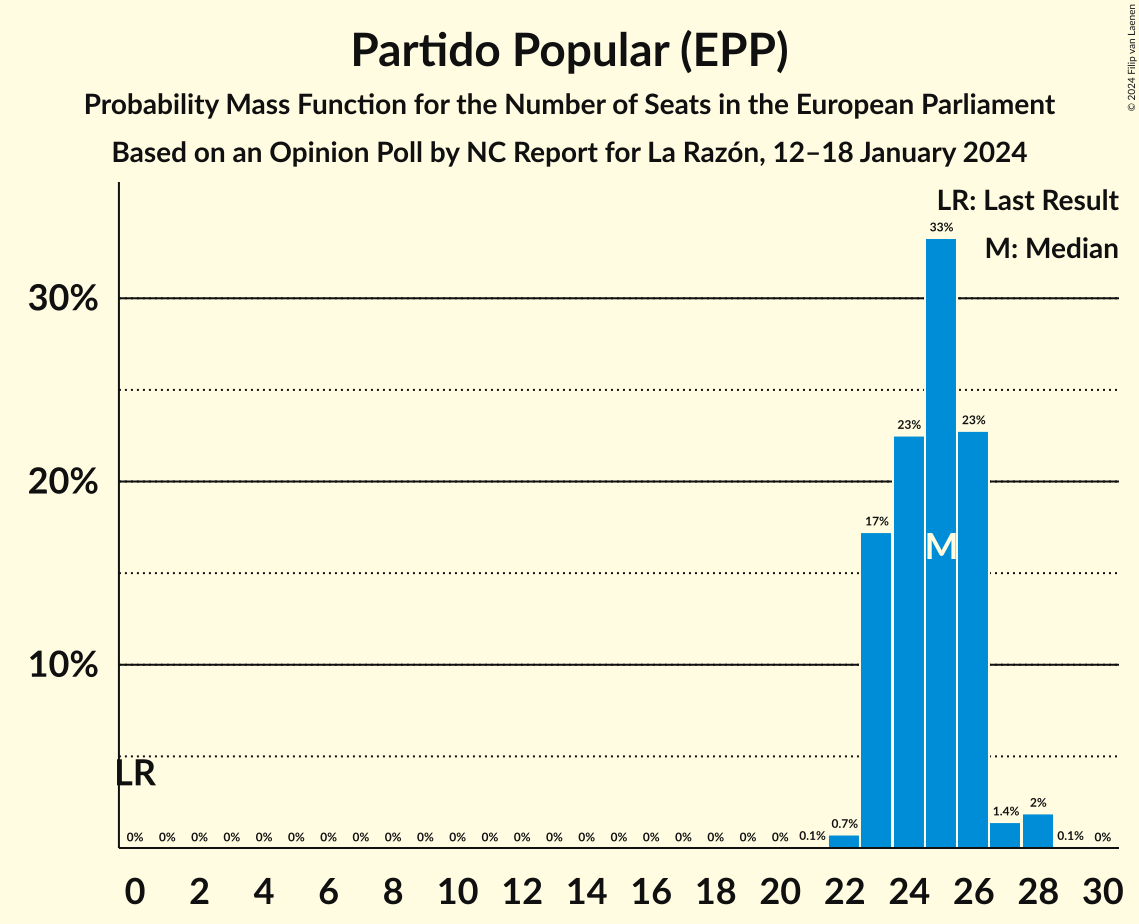 Partido Popular (EPP)
Probability Mass Function for the Number of Seats in the European Parliament
Based on an Opinion Poll by NC Report for La Razón, 12–18 January 2024
© 2024 Filip van Laenen
LR: Last Result
M: Median
30%
20%
10%
LR
M
0% 0% 0% 0% 0% 0% 0% 0% 0% 0% 0% 0% 0% 0% 0% 0% 0% 0% 0% 0% 0% 0.1% 0.7% 17% 23% 33% 23% 1.4% 2% 0.1% 0%
0 2 4 6 8 10 12 14 16 18 20 22 24 26 28 30